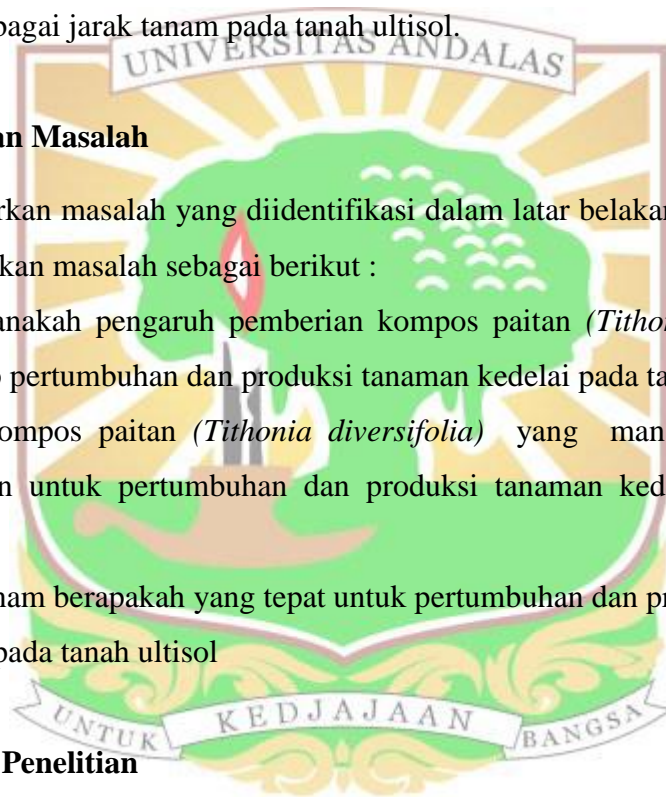 bagai jarak tanam pada tanah ultisol.
UNIVERSITAS ANDALAS
an Masalah
rkan masalah yang diidentifikasi dalam latar belakan
kan masalah sebagai berikut :
anakah pengaruh pemberian kompos paitan (Tithon
pertumbuhan dan produksi tanaman kedelai pada ta
ompos paitan (Tithonia diversifolia) yang man
n untuk pertumbuhan dan produksi tanaman ked
nam berapakah yang tepat untuk pertumbuhan dan pr
pada tanah ultisol
UNTUK KEDJAJAAN BANGSA
Penelitian